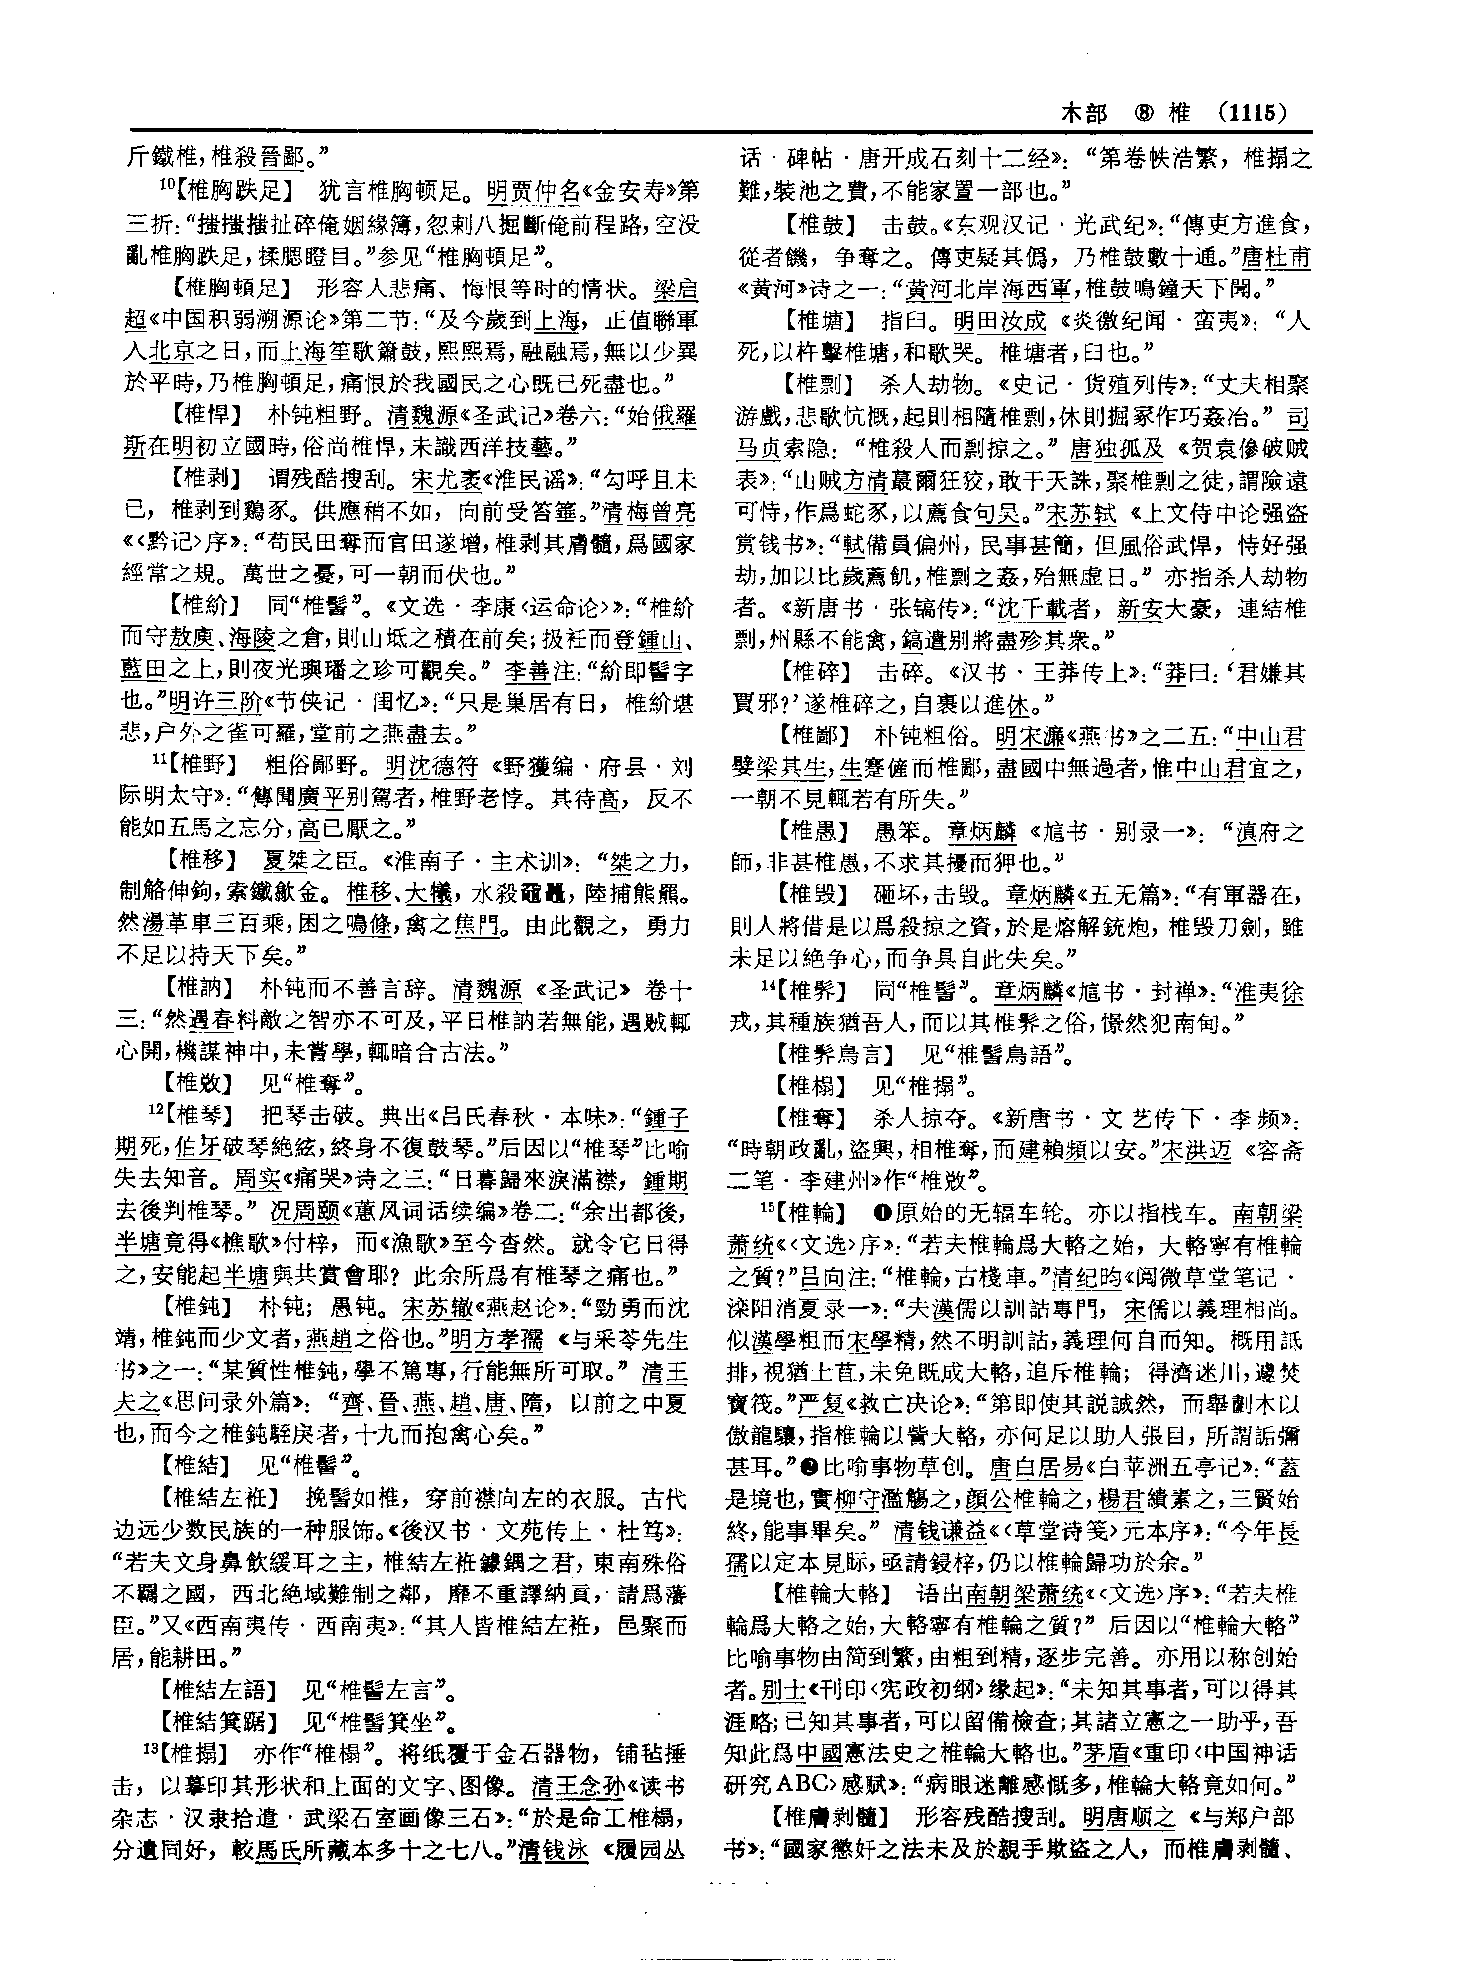 木部 ⑧ 椎 （1115）
斤鐵椎，椎殺晉鄙。”
10【椎胸跌足】 犹言椎胸顿足。明贾仲名《金安寿》第
三折：“搔搔搔扯碎俺姻緣簿，忽剌八掘斷俺前程路，空没
亂椎胸跌足，揉腮瞪目。”参见“椎胸頓足”。
【椎胸頓足】 形容人悲痛、悔恨等时的情状。梁启
超《中国积弱溯源论》第二节：“及今歲到上海，正值聯軍
入北京之日，而上海笙歌簫鼓，熙熙焉，融融焉，無以少異
於平時，乃椎胸頓足，痛恨於我國民之心既已死盡也。”
【椎悍】 朴钝粗野。清魏源《圣武记》卷六：“始俄羅
斯在明初立國時，俗尚椎悍，未識西洋技藝。”
【椎剥】 谓残酷搜刮。宋尤袤《淮民谣》：“勾呼且未
已，椎剥到鷄豕。供應稍不如，向前受笞箠。”清梅曾亮
《〈黔记〉序》：“苟民田奪而官田遂增，椎剥其膚髓，爲國家
經常之規。萬世之憂，可一朝而伏也。”
【椎紒】 同“椎髻”。《文选·李康〈运命论〉》：“椎紒
而守敖庾、海陵之倉，則山坻之積在前矣；扱衽而登鍾山、
藍田之上，則夜光璵璠之珍可觀矣。”李善注：“紒即髻字
也。”明许三阶《节侠记·闺忆》：“只是巢居有日，椎紒堪
悲，户外之雀可羅，堂前之燕盡去。”
11【椎野】 粗俗鄙野。明沈德符《野獲编·府县·刘
际明太守》：“傳聞廣平别駕者，椎野老悖。其待高，反不
能如五馬之忘分，高已厭之。”
【椎移】 夏桀之臣。《淮南子·主术训》：“桀之力，
制觡伸鉤，索鐵歙金。椎移、大犧，水殺黿鼉，陸捕熊羆。
然湯革車三百乘，困之鳴條，禽之焦門。由此觀之，勇力
不足以持天下矣。”
【椎訥】 朴钝而不善言辞。清魏源《圣武记》卷十
三：“然遇春料敵之智亦不可及，平日椎訥若無能，遇贼輒
心開，機謀神中，未嘗學，輒暗合古法。”
【椎敚】 见“椎奪”。
12【椎琴】 把琴击破。典出《吕氏春秋·本味》：“鍾子
期死，伯牙破琴絶絃，終身不復鼓琴。”后因以“椎琴”比喻
失去知音。周实《痛哭》诗之三：“日暮歸來淚滿襟，鍾期
去後判椎琴。”况周颐《蕙风词话续编》卷二：“余出都後，
半塘竟得《樵歌》付梓，而《漁歌》至今杳然。就令它日得
之，安能起半塘與共賞會耶？此余所爲有椎琴之痛也。”
【椎鈍】 朴钝；愚钝。宋苏辙《燕赵论》：“勁勇而沈
靖，椎鈍而少文者，燕趙之俗也。”明方孝孺《与采苓先生
书》之一：“某質性椎鈍，學不篤專，行能無所可取。”清王
夫之《思问录外篇》：“齊、晉、燕、趙、唐、隋，以前之中夏
也，而今之椎鈍駤戾者，十九而抱禽心矣。”
【椎結】 见“椎髻”。
【椎結左袵】 挽髻如椎，穿前襟向左的衣服。古代
边远少数民族的一种服饰。《後汉书·文苑传上·杜笃》：
“若夫文身鼻飲緩耳之主，椎結左袵鐻鍝之君，東南殊俗
不羈之國，西北絶域難制之鄰，靡不重譯納貢，請爲藩
臣。”又《西南夷传·西南夷》：“其人皆椎結左袵，邑聚而
居，能耕田。”
【椎結左語】 见“椎髻左言”。
【椎結箕踞】 见“椎髻箕坐”。
13【椎搨】 亦作“椎榻”。将纸覆于金石器物，铺毡捶
击，以摹印其形状和上面的文字、图像。清王念孙《读书
杂志·汉隶拾遗·武梁石室画像三石》：“於是命工椎榻，
分遺同好，較馬氏所藏本多十之七八。”清钱泳《履园丛
话·碑帖·唐开成石刻十二经》：“第卷帙浩繁，椎搨之
難，裝池之費，不能家置一部也。”
【椎鼓】 击鼓。《东观汉记·光武纪》：“傳吏方進食，
從者饑，争奪之。傳吏疑其僞，乃椎鼓數十通。”唐杜甫
《黄河》诗之一：“黄河北岸海西軍，椎鼓鳴鐘天下聞。”
【椎塘】 指臼。明田汝成《炎徼纪闻·蛮夷》：“人
死，以杵擊椎塘，和歌哭。椎塘者，臼也。”
【椎剽】 杀人劫物。《史记·货殖列传》：“丈夫相聚
游戲，悲歌忼慨，起則相隨椎剽，休則掘冢作巧姦冶。”司
马贞索隐：“椎殺人而剽掠之。”唐独孤及《贺袁傪破贼
表》：“山贼方清蕞爾狂狡，敢干天誅，聚椎剽之徒，謂險遠
可恃，作爲蛇豕，以薦食句吴。”宋苏轼《上文侍中论强盗
赏钱书》：“軾備員偏州，民事甚簡，但風俗武悍，恃好强
劫，加以比歲薦飢，椎剽之姦，殆無虚日。”亦指杀人劫物
者。《新唐书·张镐传》：“沈千載者，新安大豪，連結椎
剽，州縣不能禽，鎬遣别將盡殄其衆。”
【椎碎】 击碎。《汉书·王莽传上》：“莽曰：‘君嫌其
賈邪？’遂椎碎之，自裹以進休。”
【椎鄙】 朴钝粗俗。明宋濂《燕书》之二五：“中山君
嬖梁其生，生蹇傞而椎鄙，盡國中無過者，惟中山君宜之，
一朝不見輒若有所失。”
【椎愚】 愚笨。章炳麟《訄书·别录一》：“滇府之
師，非甚椎愚，不求其擾而狎也。”
【椎毁】 砸坏，击毁。章炳麟《五无篇》：“有軍器在，
則人將借是以爲殺掠之資，於是熔解銃炮，椎毁刀劍，雖
未足以絶争心，而争具自此失矣。”
14【椎髳】 同“椎髻”。章炳麟《訄书·封禅》：“淮夷徐
戎，其種族猶吾人，而以其椎髳之俗，憬然犯南甸。”
【椎髳鳥言】 见“椎髻鳥語”。
【椎榻】 见“椎搨”。
【椎奪】 杀人掠夺。《新唐书·文艺传下·李频》：
“時朝政亂，盗興，相椎奪，而建賴頻以安。”宋洪迈《容斋
二笔·李建州》作“椎敚”。
15【椎輪】 ❶原始的无辐车轮。亦以指栈车。南朝梁
萧统《〈文选〉序》：“若夫椎輪爲大輅之始，大輅寧有椎輪
之質？”吕向注：“椎輪，古棧車。”清纪昀《阅微草堂笔记·
滦阳消夏录一》：“夫漢儒以訓詁專門，宋儒以義理相尚。
似漢學粗而宋學精，然不明訓詁，義理何自而知。概用詆
排，視猶土苴，未免既成大輅，追斥椎輪；得濟迷川，遽焚
寶筏。”严复《救亡决论》：“第即使其説誠然，而舉劃木以
傲龍驤，指椎輪以訾大輅，亦何足以助人張目，所謂詬彌
甚耳。”❷比喻事物草创。唐白居易《白苹洲五亭记》：“蓋
是境也，實柳守濫觴之，顔公椎輪之，楊君繢素之，三賢始
終，能事畢矣。”清钱谦益《〈草堂诗笺〉元本序》：“今年長
孺以定本見眎，亟請鋟梓，仍以椎輪歸功於余。”
【椎輪大輅】 语出南朝梁萧统《〈文选〉序》：“若夫椎
輪爲大輅之始，大輅寧有椎輪之質？”后因以“椎輪大輅”
比喻事物由简到繁，由粗到精，逐步完善。亦用以称创始
者。别士《刊印〈宪政初纲〉缘起》：“未知其事者，可以得其
涯略；已知其事者，可以留備檢查；其諸立憲之一助乎，吾
知此爲中國憲法史之椎輪大輅也。”茅盾《重印〈中国神话
研究ABC〉感赋》：“病眼迷離感慨多，椎輪大輅竟如何。”
【椎膚剥髓】 形容残酷搜刮。明唐顺之《与郑户部
书》：“國家懲奸之法未及於親手欺盗之人，而椎膚剥髓、